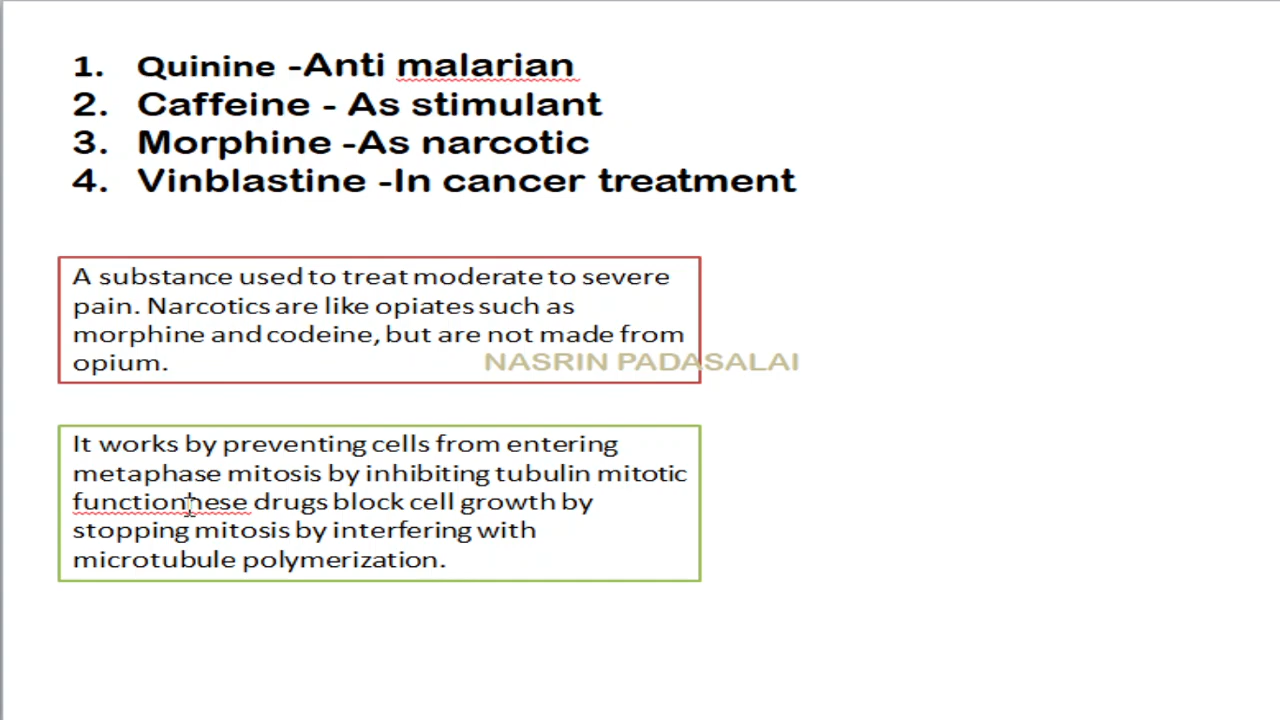 1. Quinine -Anti malarian
2. Caffeine - As stimulant
3. Morphine -As narcotic
4. Vinblastine -In cancer treatment
A substance used to treat moderate to severe
pain. Narcotics are like opiates such as
morphine and codeine, but are not made from
opium.
NASRIN PADASALAI
It works by preventing cells from entering
metaphase mitosis by inhibiting tubulin mitotic
functionhese drugs block cell growth by
stopping mitosis by interfering with
microtubule polymerization.